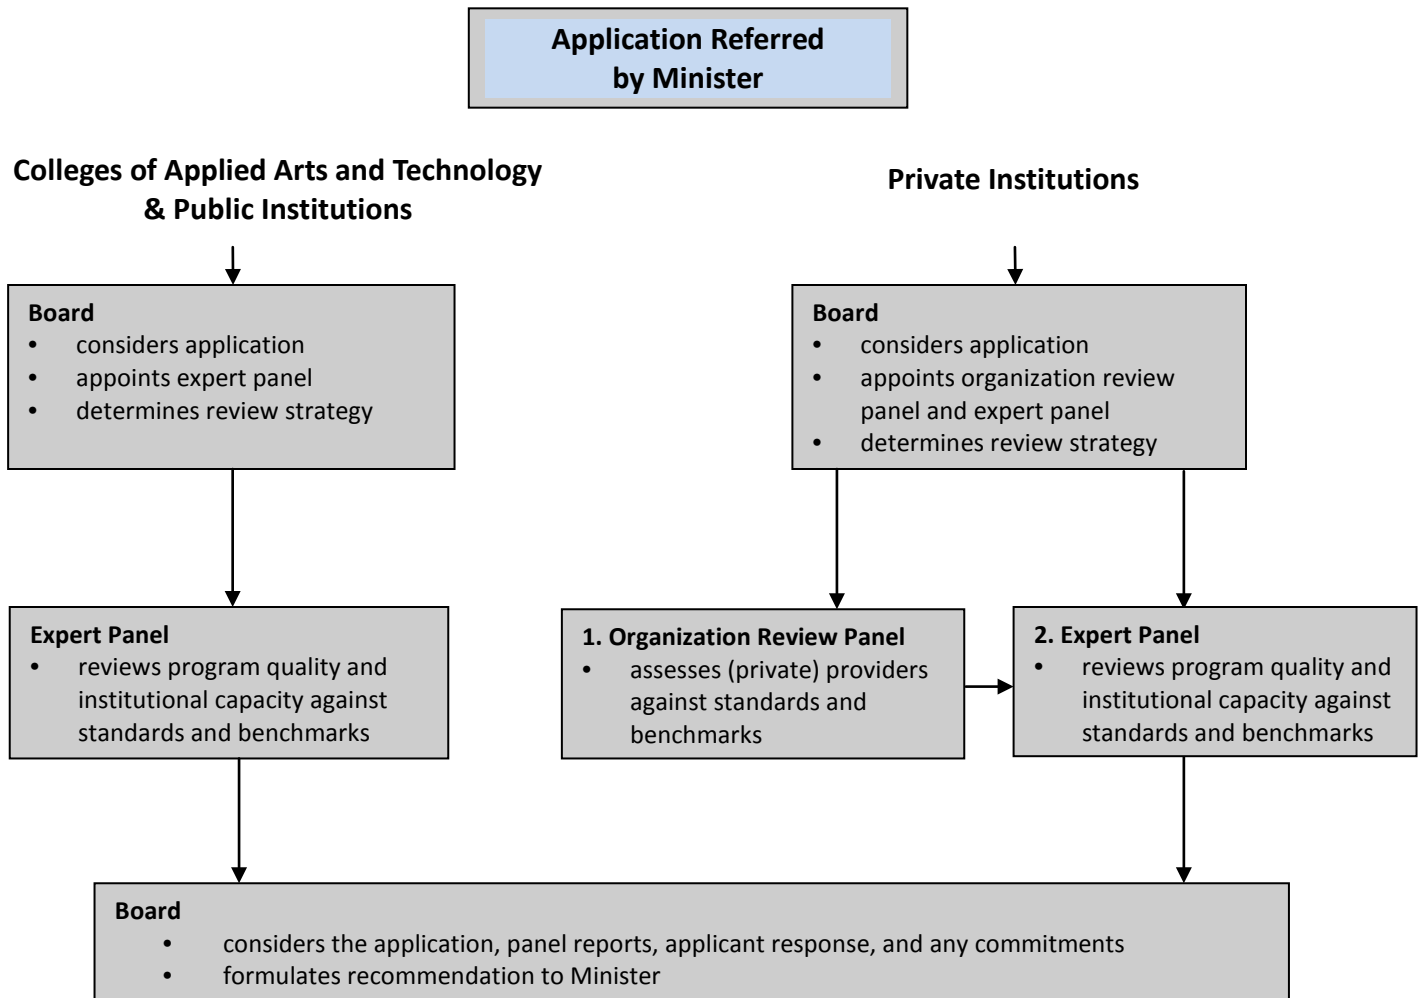 Application Referred
by Minister
Colleges of Applied Arts and Technology
& Public Institutions
Private Institutions
Board
• considers application
• appoints expert panel
• determines review strategy
Board
• considers application
• appoints organization review
panel and expert panel
• determines review strategy
Expert Panel
• reviews program quality and
institutional capacity against
standards and benchmarks
1. Organization Review Panel
• assesses (private) providers
against standards and
benchmarks
2. Expert Panel
• reviews program quality and
institutional capacity against
standards and benchmarks
Board
• considers the application, panel reports, applicant response, and any commitments
• formulates recommendation to Minister